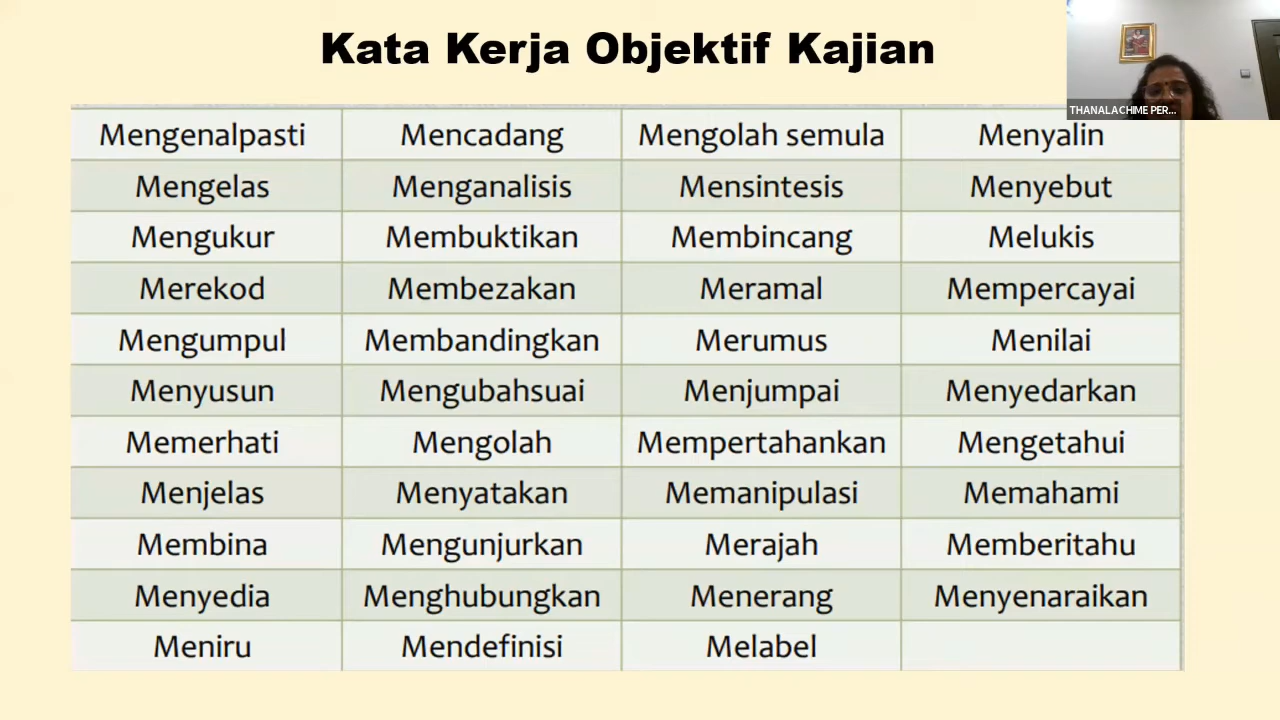 Kata Kerja Objektif Kajian
THANALACHIME PER...
Mengenalpasti Mencadang Mengolah semula Menyalin
Mengelas Menganalisis Mensintesis Menyebut
Mengukur Membuktikan Membincang Melukis
Merekod Membezakan Meramal Mempercayai
Mengumpul Membandingkan Merumus Menilai
Menyusun Mengubahsuai Menjumpai Menyedarkan
Memerhati Mengolah Mempertahankan Mengetahui
Menjelas Menyatakan Memanipulasi Memahami
Membina Mengunjurkan Merajah Memberitahu
Menyedia Menghubungkan Menerang Menyenaraikan
Meniru Mendefinisi Melabel